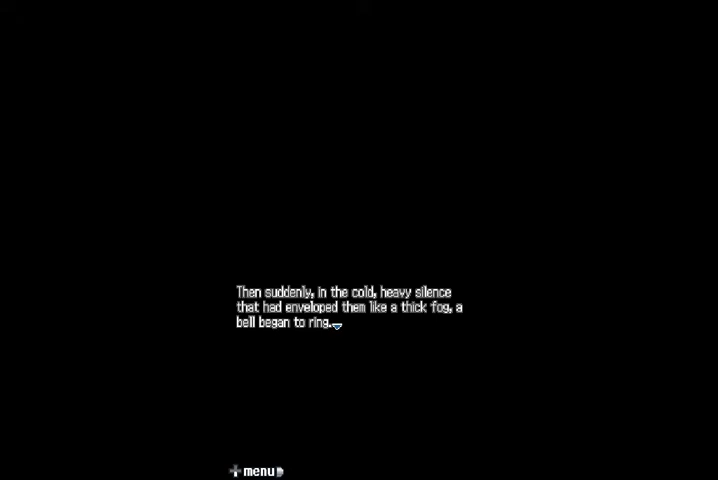 Then suddenly, in the cold, heavy silence
that had enveloped them like a thick fog, a
bell began to ring.
menu